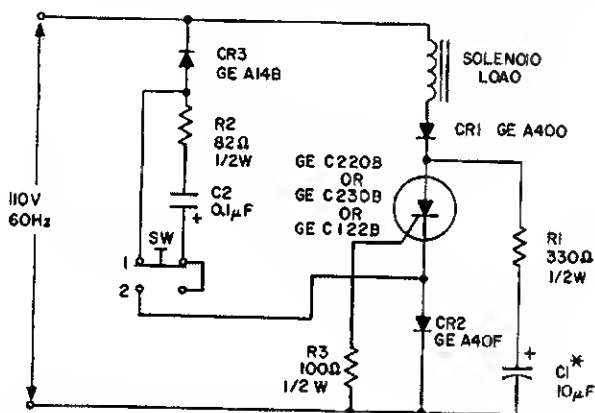 CR3
GE A14B
SOLENOID
LOAD
R2
82Ω
1/2W
CR1 GE A400
GE C220B
OR
GE C230B
OR
GE C122B
C2
0.1μF
+
110V
60Hz
SW
1
2
R1
330Ω
1/2W
CR2
GE A40F
R3
100Ω
1/2 W
+
C1*
10μF